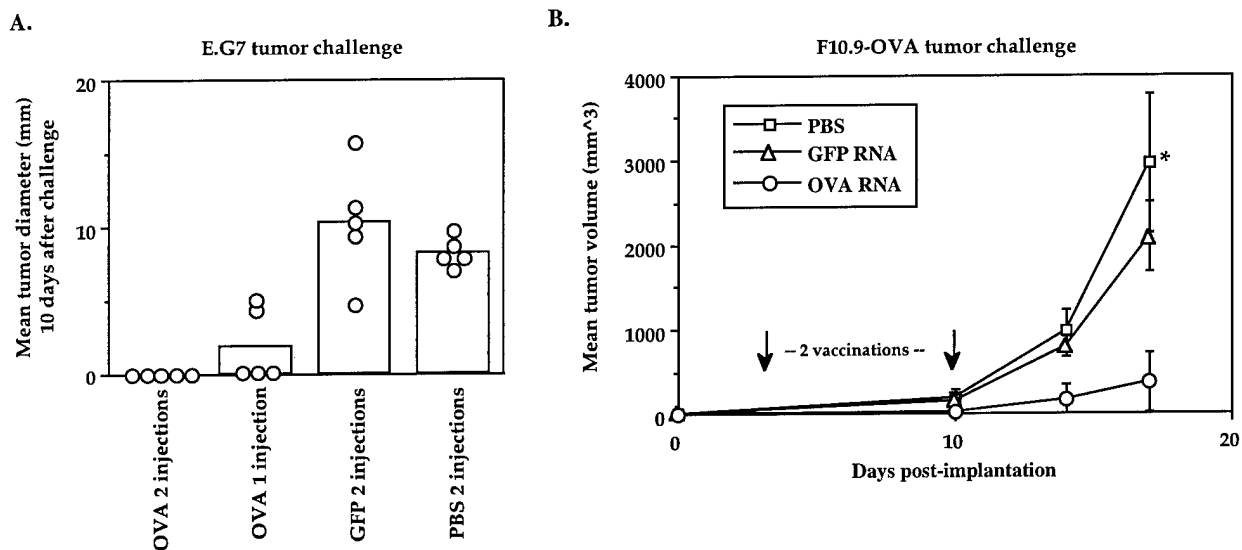 A.
E.G7 tumor challenge
Mean tumor diameter (mm)
10 days after challenge
20
10
0
OVA 2 injections
OVA 1 injection
GFP 2 injections
PBS 2 injections
B.
F10.9-OVA tumor challenge
Mean tumor volume (mm^3)
4000
3000
2000
1000
0
PBS
GFP RNA
OVA RNA
*
– 2 vaccinations --
0
10
20
Days post-implantation